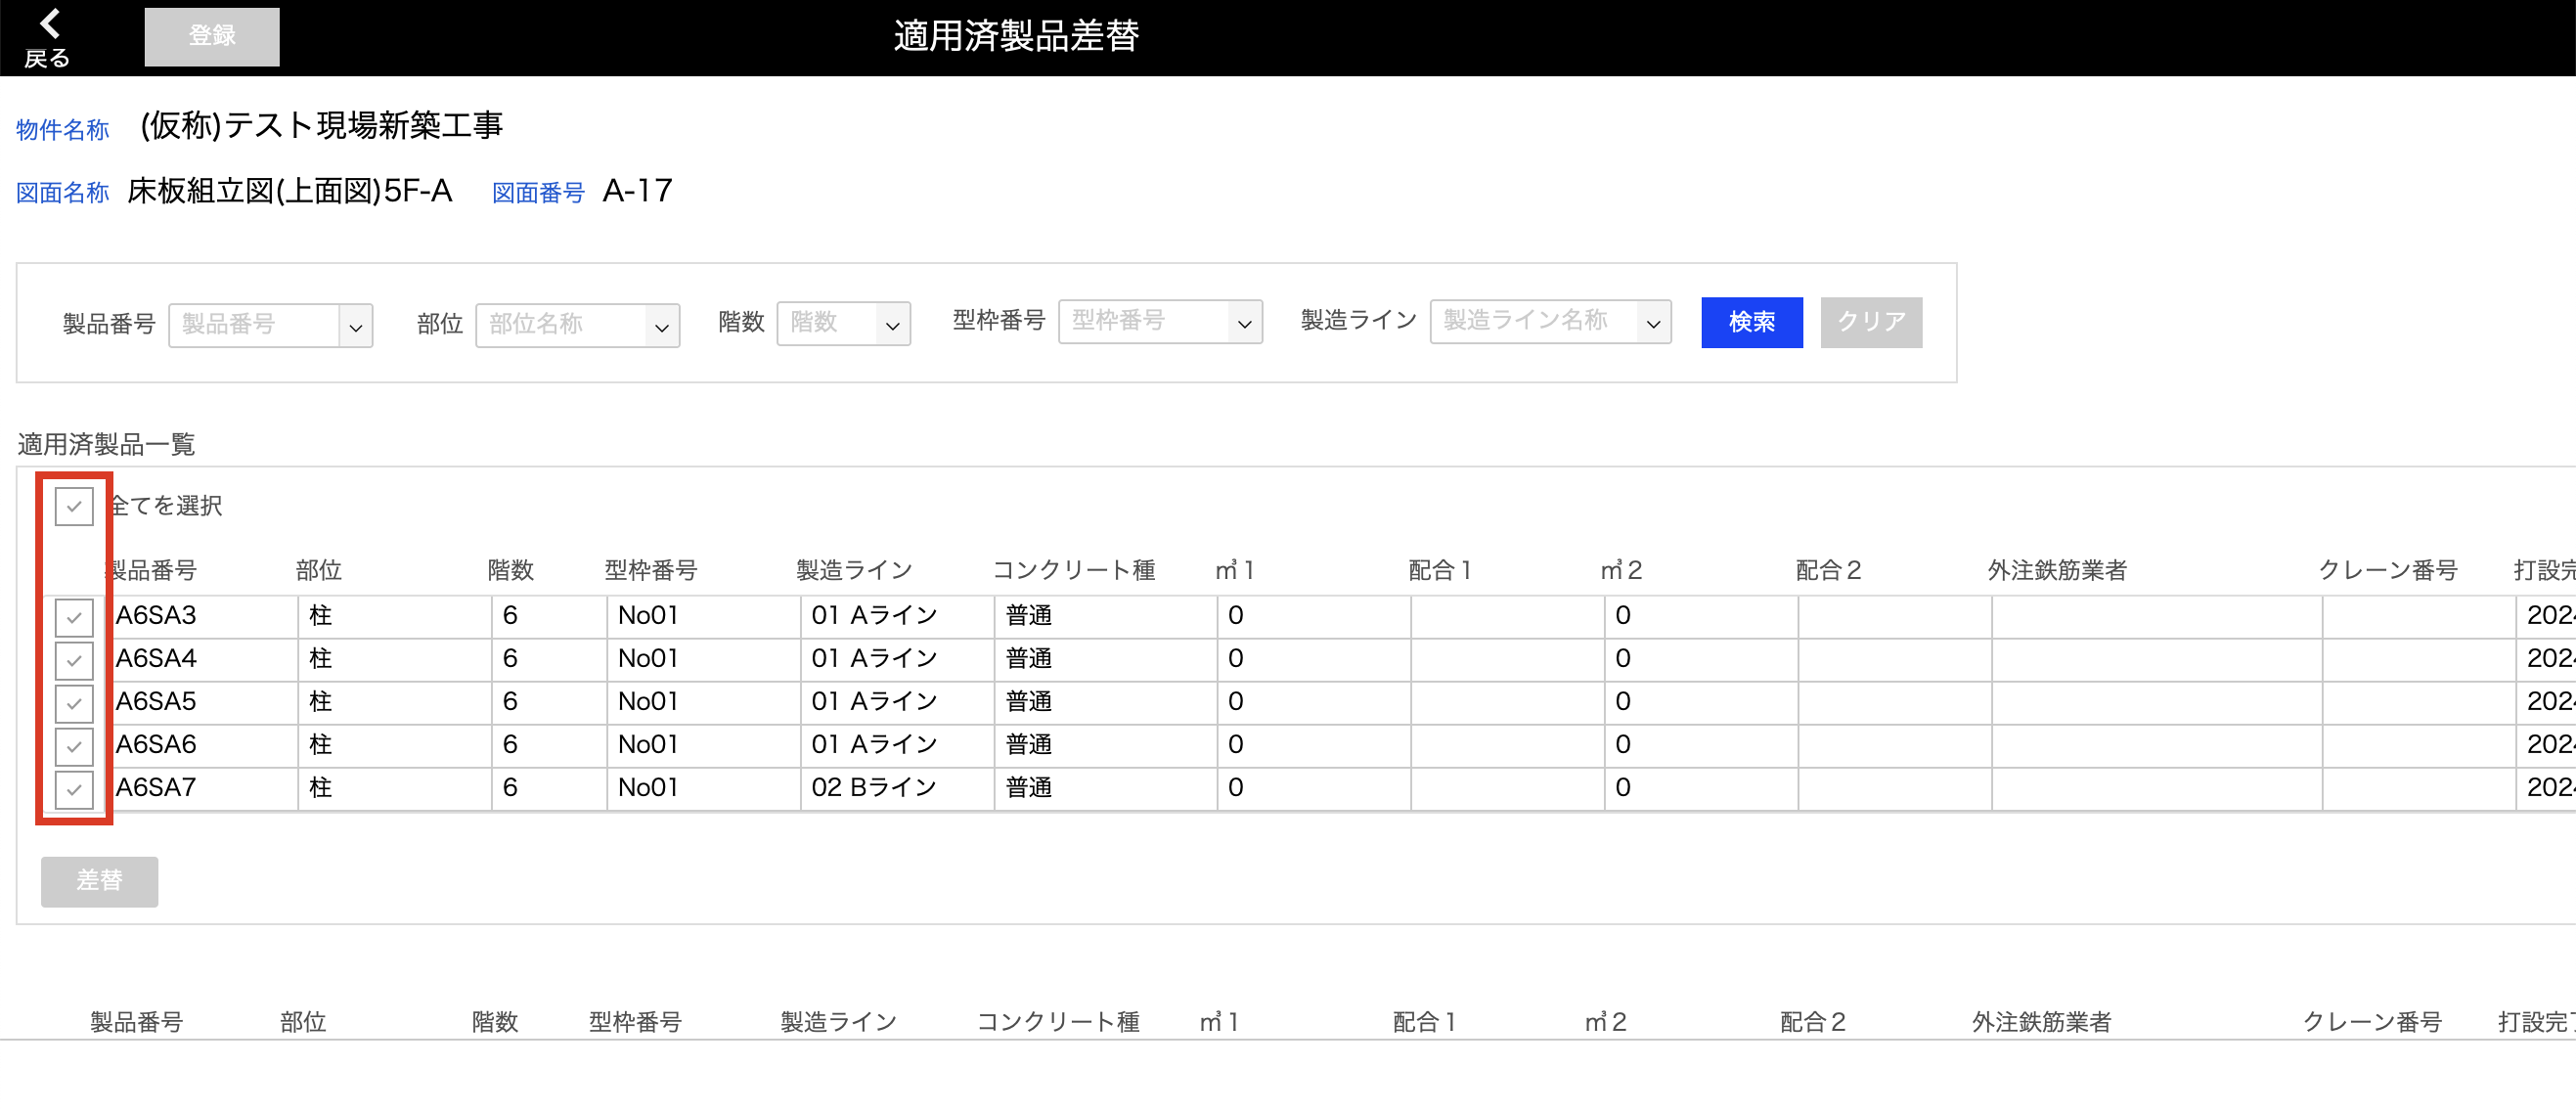 戻る 登録 適用済製品差替
物件名称 (仮称)テスト現場新築工事
図面名称 床板組立図(上面図)5F-A 図面番号 A-17
製品番号 製品番号 部位 部位名称 階数 階数 型枠番号 型枠番号 製造ライン 製造ライン名称 検索 クリア
適用済製品一覧
全てを選択
製品番号 部位 階数 型枠番号 製造ライン コンクリート種 ㎥1 配合1 ㎥2 配合2 外注鉄筋業者 クレーン番号 打設完
A6SA3 柱 6 No01 01 Aライン 普通 0 0 2024
A6SA4 柱 6 No01 01 Aライン 普通 0 0 2024
A6SA5 柱 6 No01 01 Aライン 普通 0 0 2024
A6SA6 柱 6 No01 01 Aライン 普通 0 0 2024
A6SA7 柱 6 No01 02 Bライン 普通 0 0 2024
差替
製品番号 部位 階数 型枠番号 製造ライン コンクリート種 ㎥1 配合1 ㎥2 配合2 外注鉄筋業者 クレーン番号 打設完了